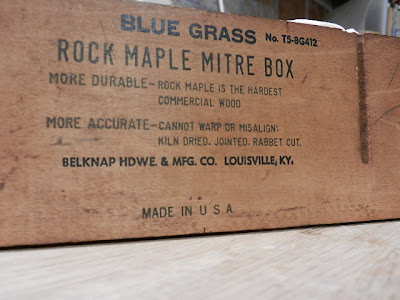 BLUE GRASS No. T5-BG412
ROCK MAPLE MITRE BOX
MORE DURABLE-ROCK MAPLE IS THE HARDEST
COMMERCIAL WOOD
MORE ACCURATE-CANNOT WARP OR MISALIGN:
KILN DRIED, JOINTED, RABBET CUT.
BELKNAP HDWE. & MFG. CO. LOUISVILLE, KY.
MADE IN U S A